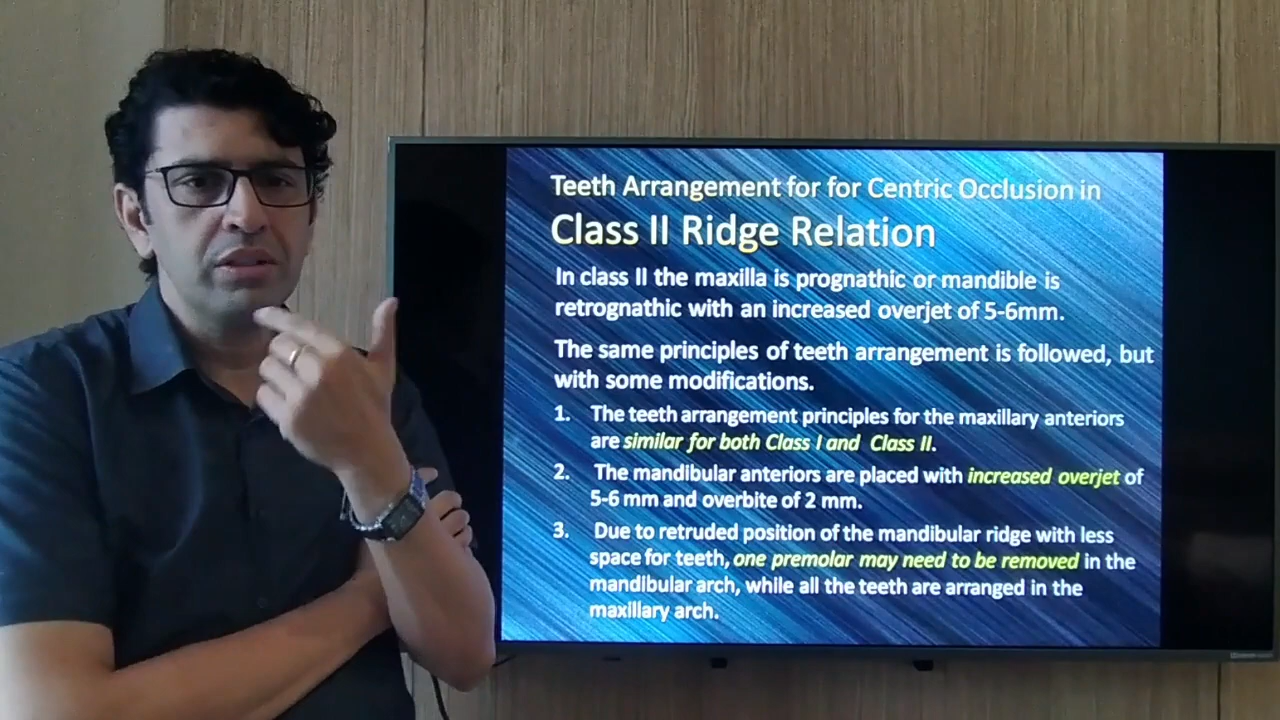 Teeth Arrangement for for Centric Occlusion in
Class II Ridge Relation
In class II the maxilla is prognathic or mandible is
retrognathic with an increased overjet of 5-6mm.
The same principles of teeth arrangement is followed, but
with some modifications.
1. The teeth arrangement principles for the maxillary anteriors
are similar for both Class I and Class II.
2. The mandibular anteriors are placed with increased overjet of
5-6 mm and overbite of 2 mm.
3. Due to retruded position of the mandibular ridge with less
space for teeth, one premolar may need to be removed in the
mandibular arch, while all the teeth are arranged in the
maxillary arch.